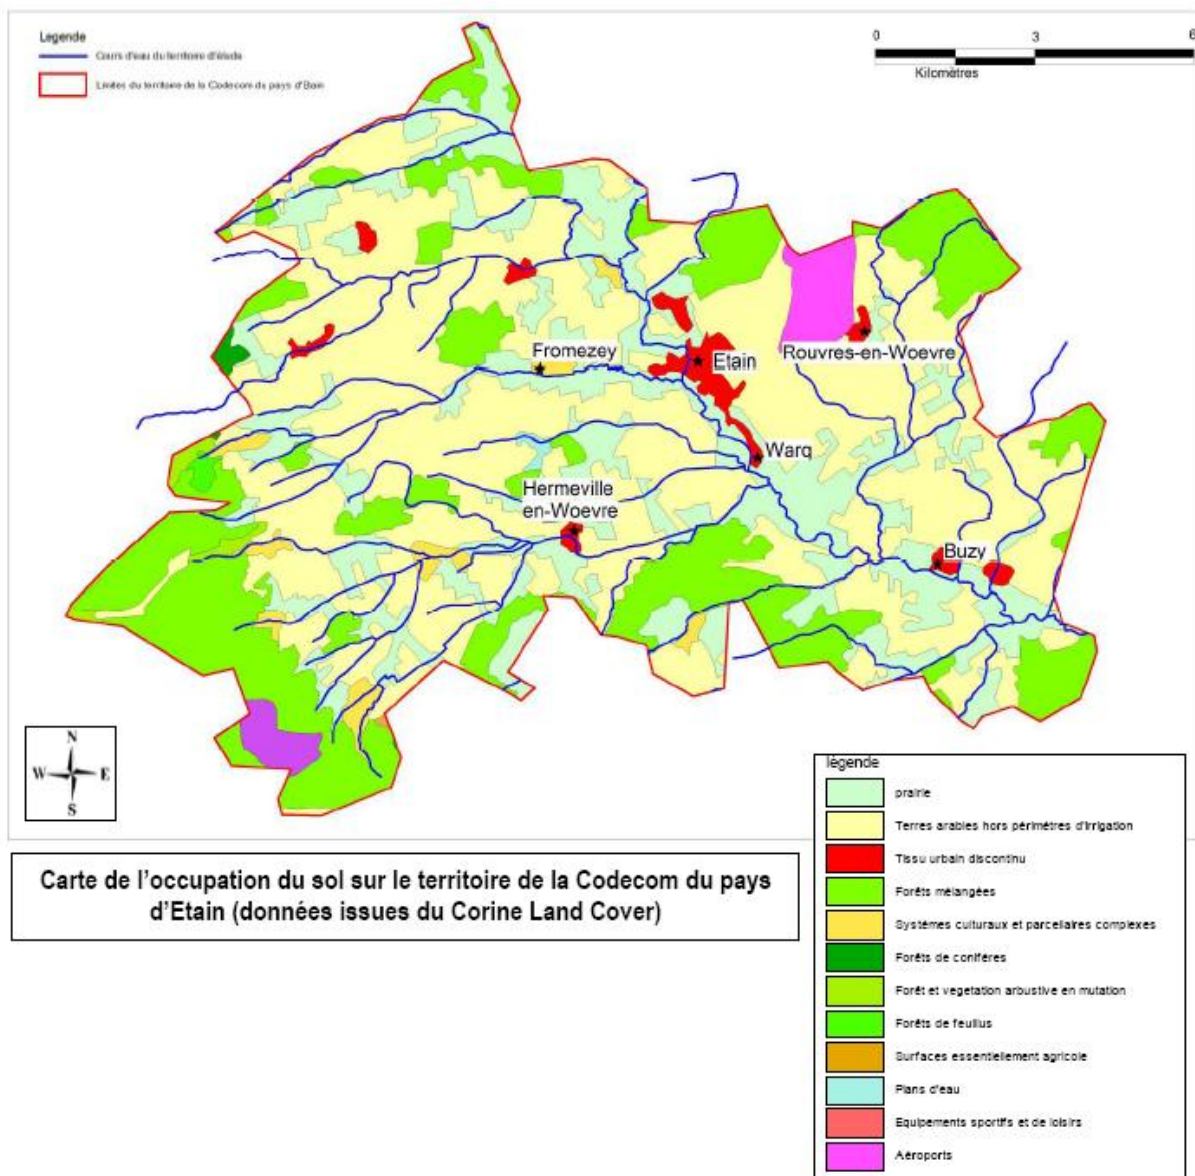 Legende
Cours d'eau du territoire d'étude
Limites du territoire de la Codecom du pays d'Etain
0 3 6
Kilomètres
Fromezey
Etain
Rouvres-en-Woevre
Warq
Hermeville
en-Woevre
Buzy
N
W E
S
légende
prairie
Terres arables hors périmètres d'irrigation
Tissu urbain discontinu
Forêts mélangées
Systèmes culturaux et parcellaires complexes
Forêts de conifères
Forêt et vegetation arbustive en mutation
Forêts de feuillus
Surfaces essentiellement agricole
Plans d'eau
Equipements sportifs et de loisirs
Aéroports
Carte de l'occupation du sol sur le territoire de la Codecom du pays
d'Etain (données issues du Corine Land Cover)